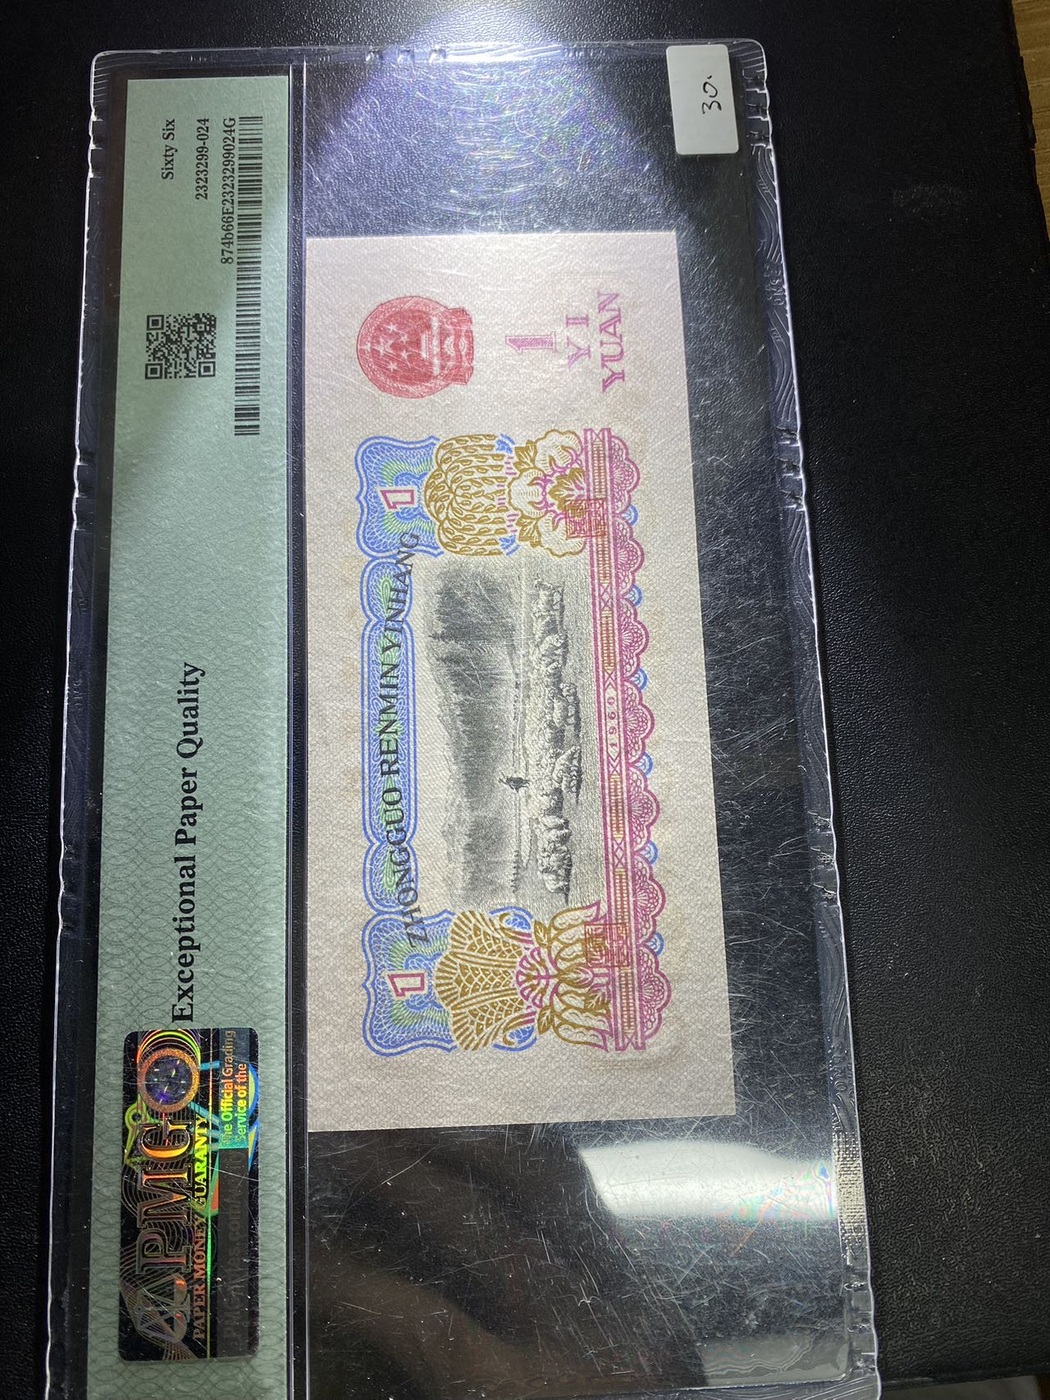 Sixty Six
2323299-024
874b66E2323299024G
Exceptional Paper Quality
PMG
PAPER MONEY GUARANTY
The Official Grading
Service of the
30.
1
YI
YUAN
1
ZHONGGUO RENMIN YINHANG
1960
1